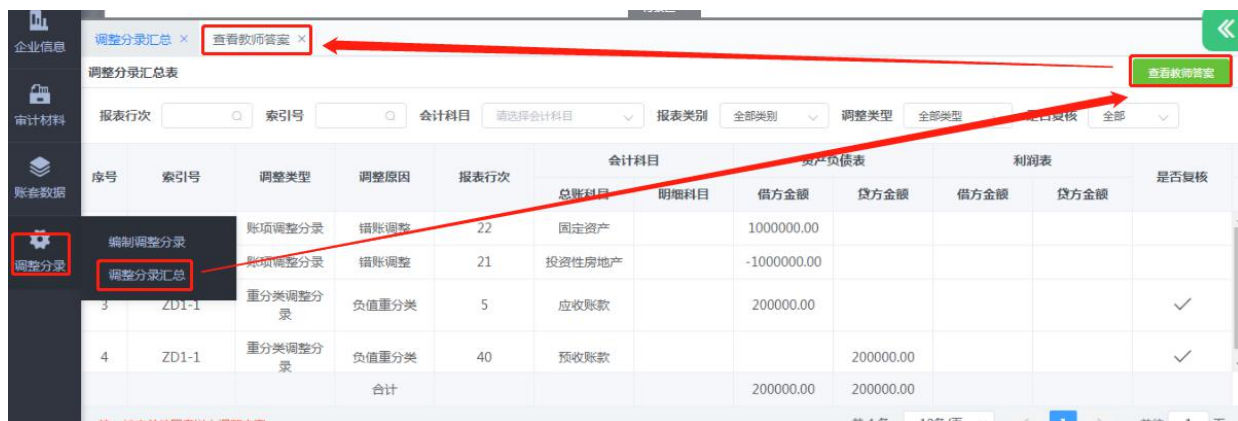 企业信息
审计材料
账套数据
调整分录
调整分录汇总 × 查看教师答案 ×
调整分录汇总表 查看教师答案
报表行次 索引号 会计科目 请选择会计科目 报表类别 全部类别 调整类型 全部类型 是否复核 全部
序号 索引号 调整类型 调整原因 报表行次 会计科目 资产负债表 利润表 是否复核
总账科目 明细科目 借方金额 贷方金额 借方金额 贷方金额
编制调整分录
调整分录汇总
账项调整分录 错账调整 22 固定资产 1000000.00
账项调整分录 错账调整 21 投资性房地产 -1000000.00
3 ZD1-1 重分类调整分录 负值重分类 5 应收账款 200000.00 ✓
4 ZD1-1 重分类调整分录 负值重分类 40 预收账款 200000.00 ✓
合计 200000.00 200000.00